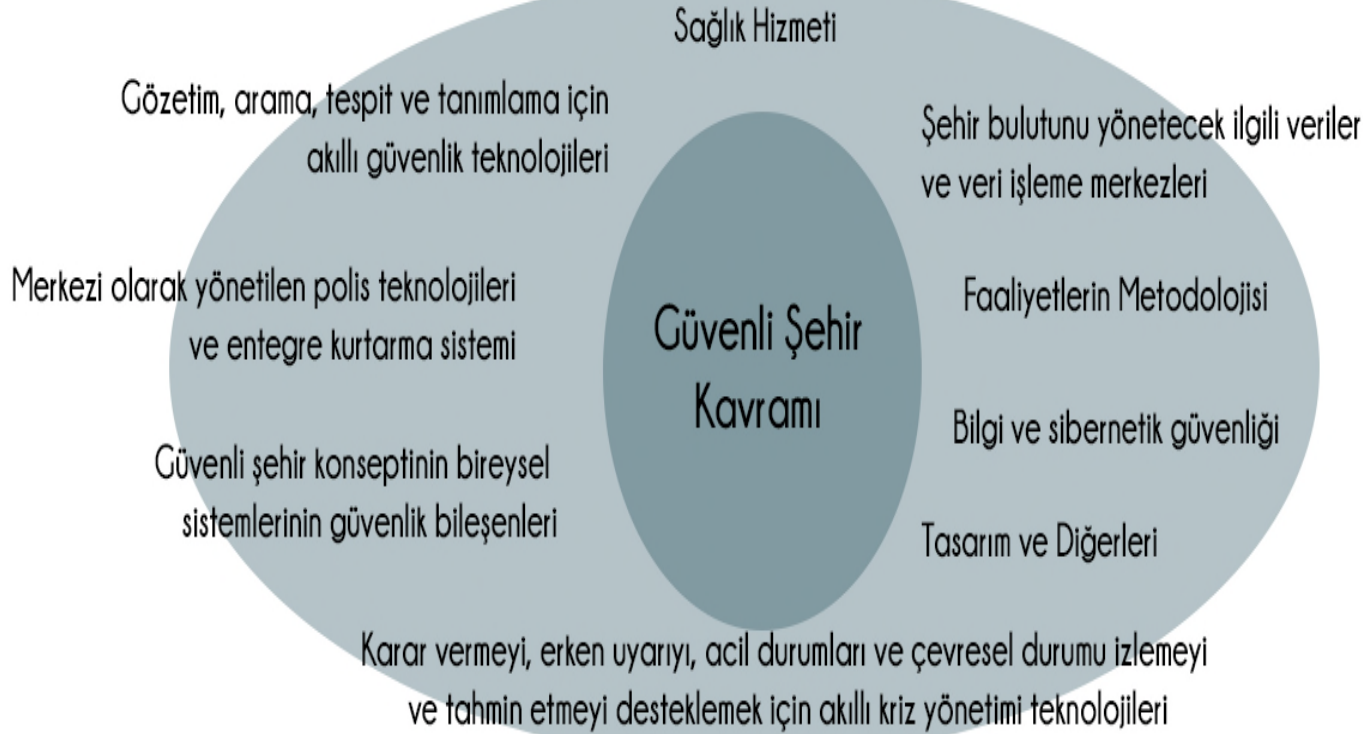 Sağlık Hizmeti
Gözetim, arama, tespit ve tanımlama için
akıllı güvenlik teknolojileri
Şehir bulutunu yönetecek ilgili veriler
ve veri işleme merkezleri
Merkezi olarak yönetilen polis teknolojileri
ve entegre kurtarma sistemi
Faaliyetlerin Metodolojisi
Güvenli Şehir
Kavramı
Bilgi ve sibernetik güvenliği
Güvenli şehir konseptinin bireysel
sistemlerinin güvenlik bileşenleri
Tasarım ve Diğerleri
Karar vermeyi, erken uyarıyı, acil durumları ve çevresel durumu izlemeyi
ve tahmin etmeyi desteklemek için akıllı kriz yönetimi teknolojileri